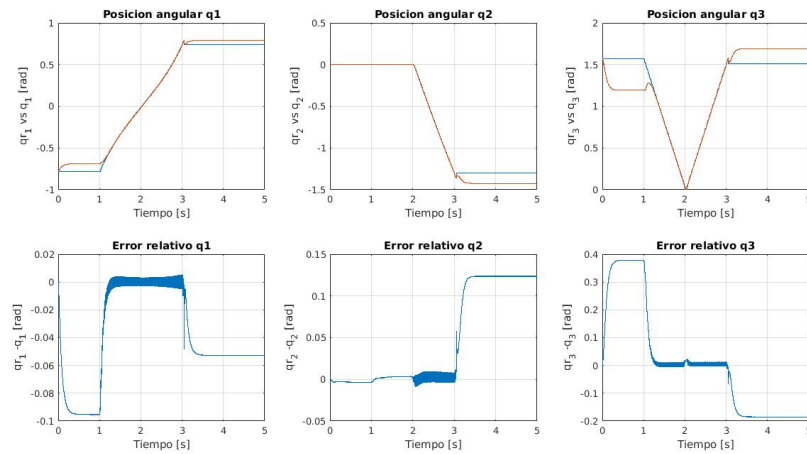 Posicion angular q1
1
0.5
0
-0.5
-1
qr1 vs q1 [rad]
0 1 2 3 4 5
Tiempo [s]
Posicion angular q2
0.5
0
-0.5
-1
-1.5
qr2 vs q2 [rad]
0 1 2 3 4 5
Tiempo [s]
Posicion angular q3
2
1.5
1
0.5
0
qr3 vs q3 [rad]
0 1 2 3 4 5
Tiempo [s]
Error relativo q1
0.02
0
-0.02
-0.04
-0.06
-0.08
-0.1
qr1 -q1 [rad]
0 1 2 3 4 5
Tiempo [s]
Error relativo q2
0.15
0.1
0.05
0
-0.05
qr2 -q2 [rad]
0 1 2 3 4 5
Tiempo [s]
Error relativo q3
0.4
0.3
0.2
0.1
0
-0.1
-0.2
qr3 -q3 [rad]
0 1 2 3 4 5
Tiempo [s]